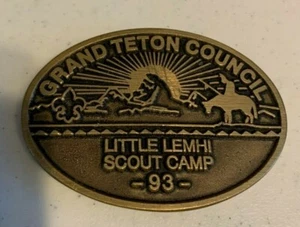 GRAND TETON COUNCIL
LITTLE LEMHI
SCOUT CAMP
-93-